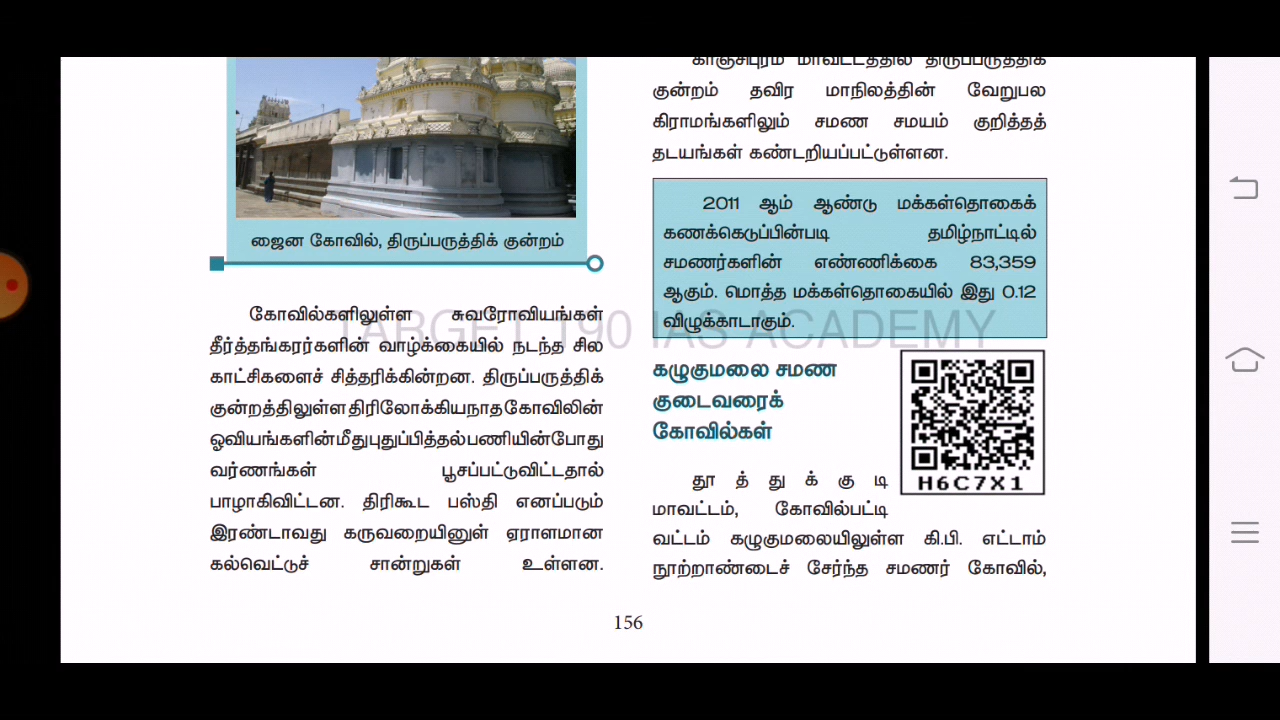 ஜைன கோவில், திருப்பருத்திக் குன்றம்
கோவில்களிலுள்ள சுவரோவியங்கள்
தீர்த்தங்கரர்களின் வாழ்க்கையில் நடந்த சில
காட்சிகளைச் சித்தரிக்கின்றன. திருப்பருத்திக்
குன்றத்திலுள்ள திரிலோக்கியநாத கோவிலின்
ஓவியங்களின் மீது புதுப்பித்தல் பணியின்போது
வர்ணங்கள் பூசப்பட்டுவிட்டதால்
பாழாகிவிட்டன. திரிகூட பஸ்தி எனப்படும்
இரண்டாவது கருவறையினுள் ஏராளமான
கல்வெட்டுச் சான்றுகள் உள்ளன.
காஞ்சிபுரம் மாவட்டத்தில் திருப்பருத்திக்
குன்றம் தவிர மாநிலத்தின் வேறுபல
கிராமங்களிலும் சமண சமயம் குறித்தத்
தடயங்கள் கண்டறியப்பட்டுள்ளன.
2011 ஆம் ஆண்டு மக்கள்தொகைக்
கணக்கெடுப்பின்படி தமிழ்நாட்டில்
சமணர்களின் எண்ணிக்கை 83,359
ஆகும். மொத்த மக்கள்தொகையில் இது 0.12
விழுக்காடாகும்.
கழுகுமலை சமண
குடைவரைக்
கோவில்கள்
H6C7X1
தூத்துக்குடி
மாவட்டம், கோவில்பட்டி
வட்டம் கழுகுமலையிலுள்ள கி.பி. எட்டாம்
நூற்றாண்டைச் சேர்ந்த சமணர் கோவில்,
TARGET 190 IAS ACADEMY
156